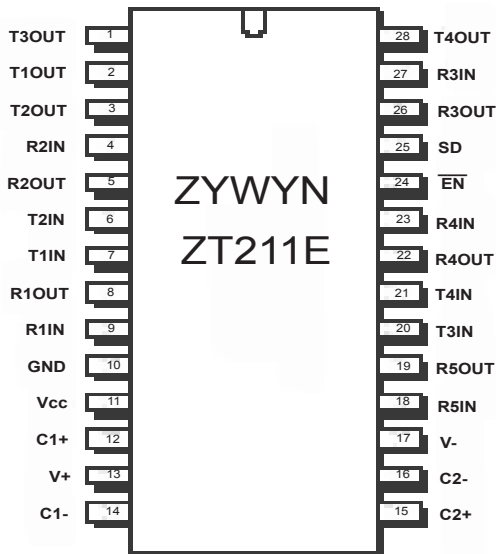 T3OUT 1 28 T4OUT
T1OUT 2 27 R3IN
T2OUT 3 26 R3OUT
R2IN 4 25 SD
R2OUT 5 24 EN
ZYWYN
T2IN 6 23 R4IN
T1IN 7 22 R4OUT
ZT211E
R1OUT 8 21 T4IN
R1IN 9 20 T3IN
GND 10 19 R5OUT
Vcc 11 18 R5IN
C1+ 12 17 V-
V+ 13 16 C2-
C1- 14 15 C2+